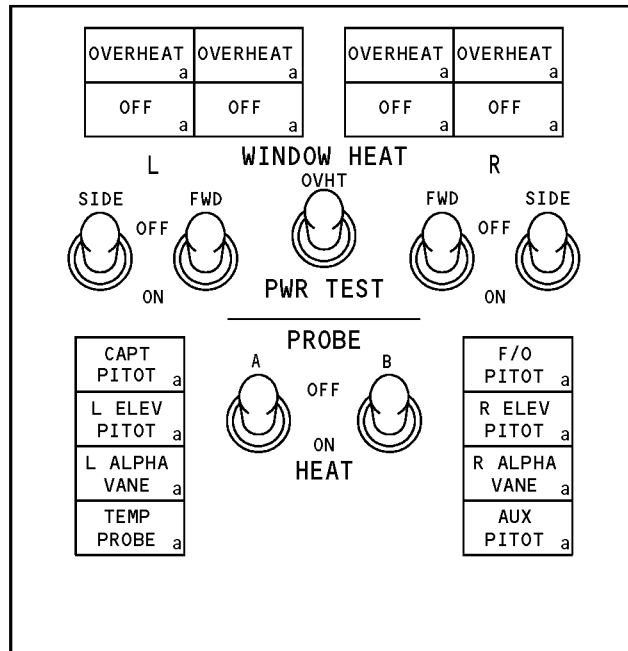 OVERHEAT a OVERHEAT a OVERHEAT a OVERHEAT a
OFF a OFF a OFF a OFF a
WINDOW HEAT
L OVHT R
SIDE FWD FWD SIDE
OFF OFF
ON ON
PWR TEST
PROBE
CAPT
PITOT a
L ELEV
PITOT a
L ALPHA
VANE a
TEMP
PROBE a
A B
OFF
ON
HEAT
F/O
PITOT a
R ELEV
PITOT a
R ALPHA
VANE a
AUX
PITOT a